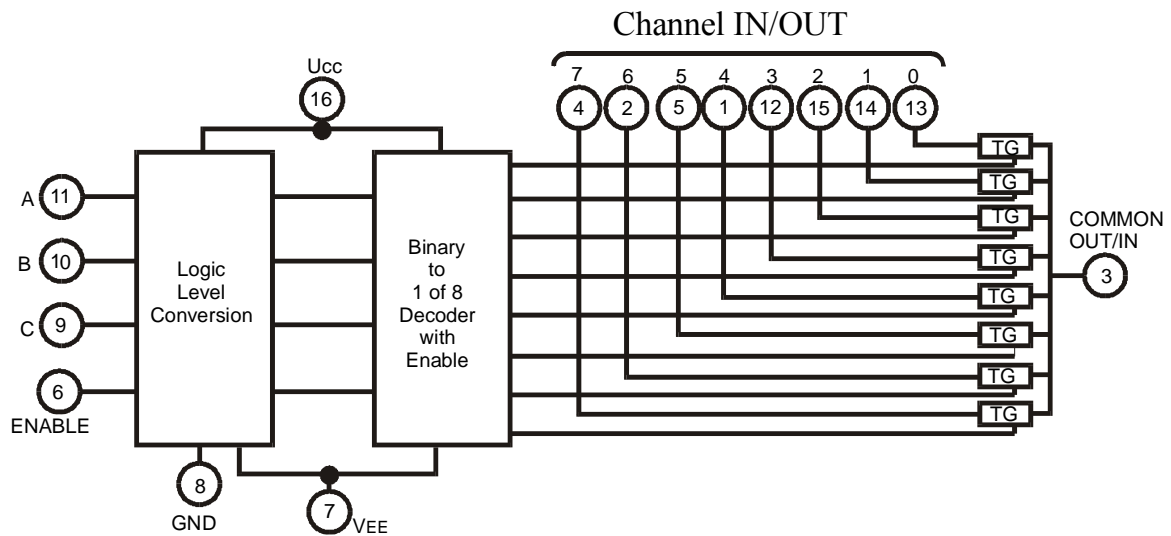 Channel IN/OUT
Ucc
16
7 6 5 4 3 2 1 0
4 2 5 1 12 15 14 13
TG
TG
TG
TG
TG
TG
TG
TG
A 11
B 10
C 9
6
ENABLE
Logic
Level
Conversion
Binary
to
1 of 8
Decoder
with
Enable
COMMON
OUT/IN
3
8
GND
7
VEE